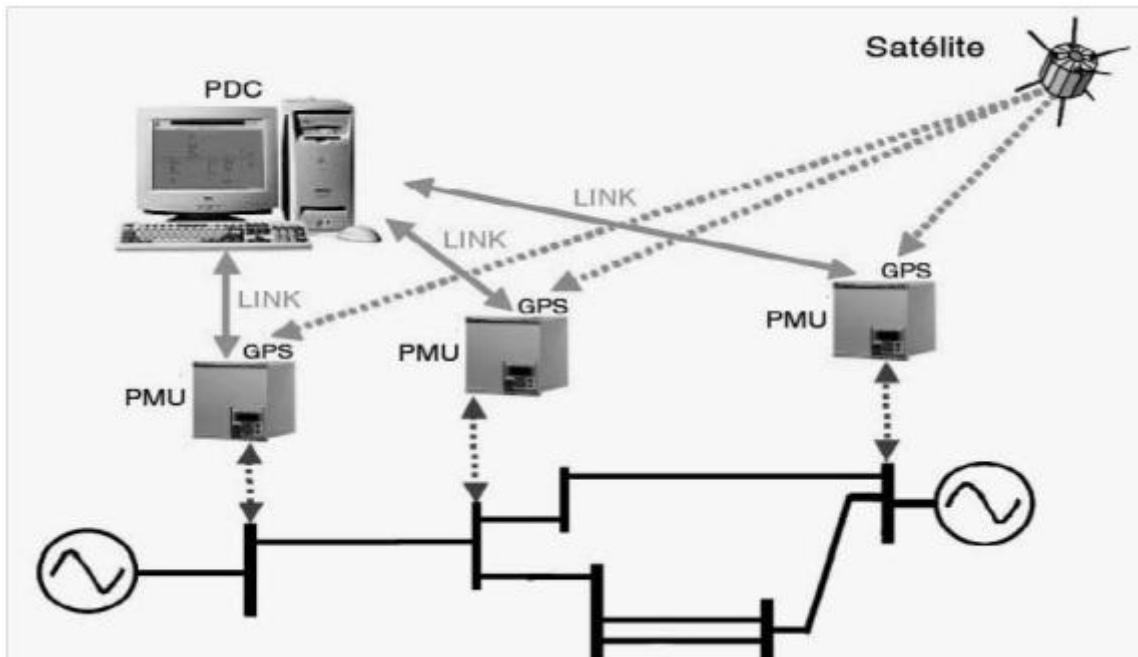 Satélite
PDC
LINK
LINK
LINK
GPS
PMU
GPS
PMU
GPS
PMU